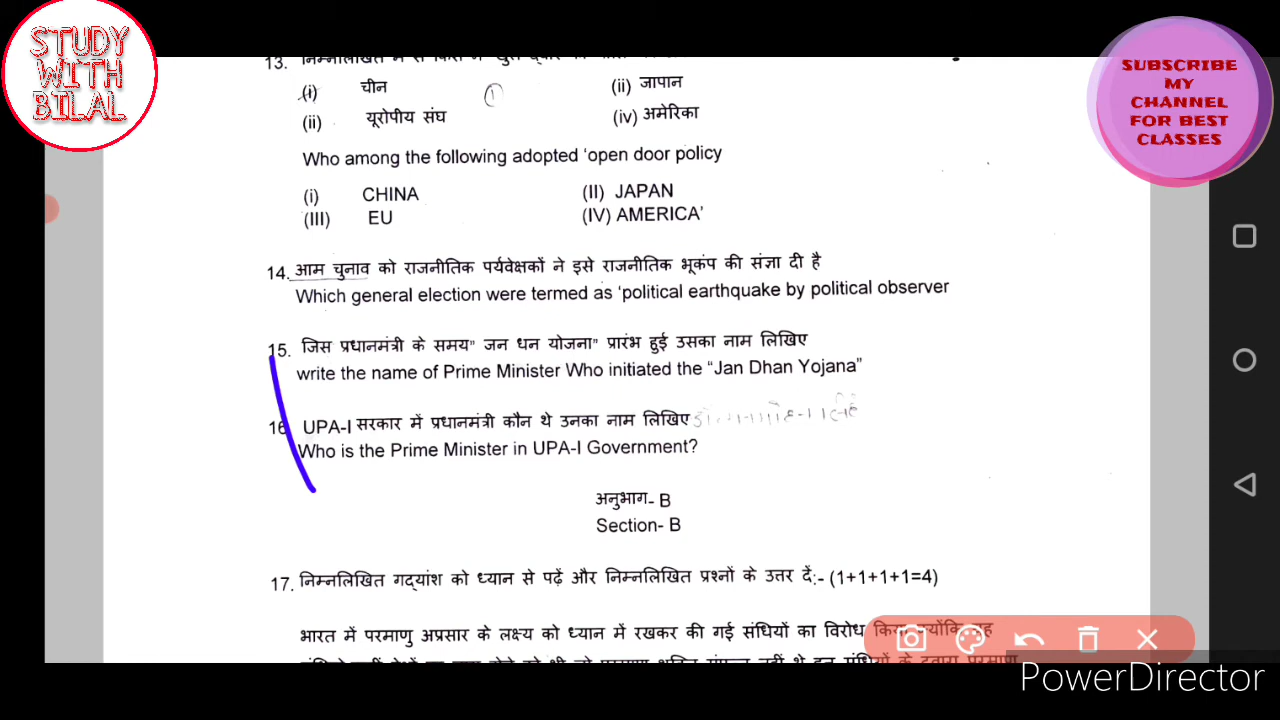 STUDY
WITH
BILAL
SUBSCRIBE
MY
CHANNEL
FOR BEST
CLASSES
13.
(i) चीन (ii) जापान
(ii) यूरोपीय संघ (iv) अमेरिका
Who among the following adopted ‘open door policy
(i) CHINA (II) JAPAN
(III) EU (IV) AMERICA’
14. आम चुनाव को राजनीतिक पर्यवेक्षकों ने इसे राजनीतिक भूकंप की संज्ञा दी है
Which general election were termed as ‘political earthquake by political observer
15. जिस प्रधानमंत्री के समय” जन धन योजना” प्रारंभ हुई उसका नाम लिखिए
write the name of Prime Minister Who initiated the “Jan Dhan Yojana”
16. UPA-I सरकार में प्रधानमंत्री कौन थे उनका नाम लिखिए
Who is the Prime Minister in UPA-I Government?
अनुभाग- B
Section- B
17. निम्नलिखित गद्यांश को ध्यान से पढ़ें और निम्नलिखित प्रश्नों के उत्तर दें:- (1+1+1+1=4)
भारत में परमाणु अप्रसार के लक्ष्य को ध्यान में रखकर की गई संधियों का विरोध किया क्योंकि यह
PowerDirector